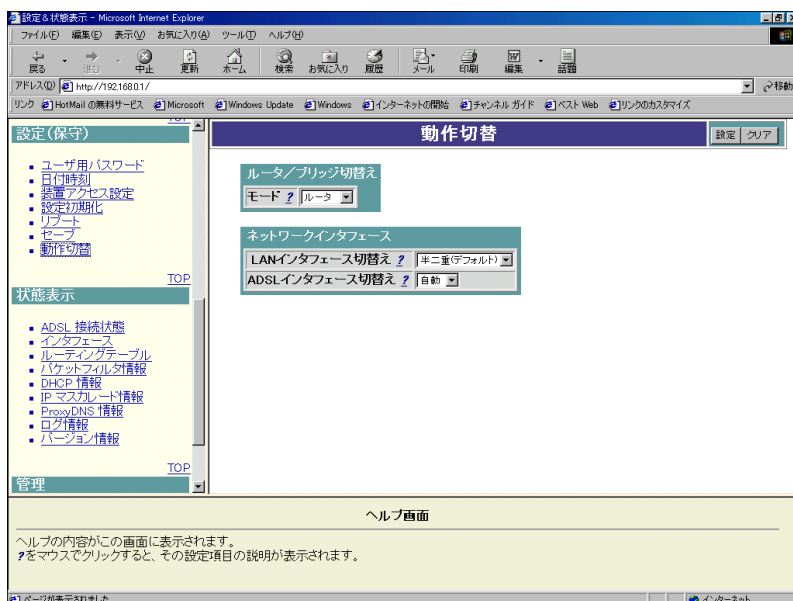 設定&状態表示 - Microsoft Internet Explorer
ファイル(F) 編集(E) 表示(V) お気に入り(A) ツール(T) ヘルプ(H)
戻る 進む 中止 更新 ホーム 検索 お気に入り 履歴 メール 印刷 編集 話題
アドレス(D) http://192.168.0.1/ 移動
リンク HotMail の無料サービス Microsoft Windows Update Windows インターネットの開始 チャンネル ガイド ベスト Web リンクのカスタマイズ
設定(保守)
ユーザ用パスワード
日付時刻
装置アクセス設定
設定初期化
リブート
セーブ
動作切替
TOP
状態表示
ADSL 接続状態
インタフェース
ルーティングテーブル
パケットフィルタ情報
DHCP 情報
IP マスカレード情報
ProxyDNS 情報
ログ情報
バージョン情報
TOP
管理
動作切替
設定 クリア
ルータ/ブリッジ切替え
モード ? ルータ
ネットワークインタフェース
LANインタフェース切替え ? 半二重(デフォルト)
ADSLインタフェース切替え ? 自動
ヘルプ画面
ヘルプの内容がこの画面に表示されます。
?をマウスでクリックすると、その設定項目の説明が表示されます。
ページが表示されました
インターネット